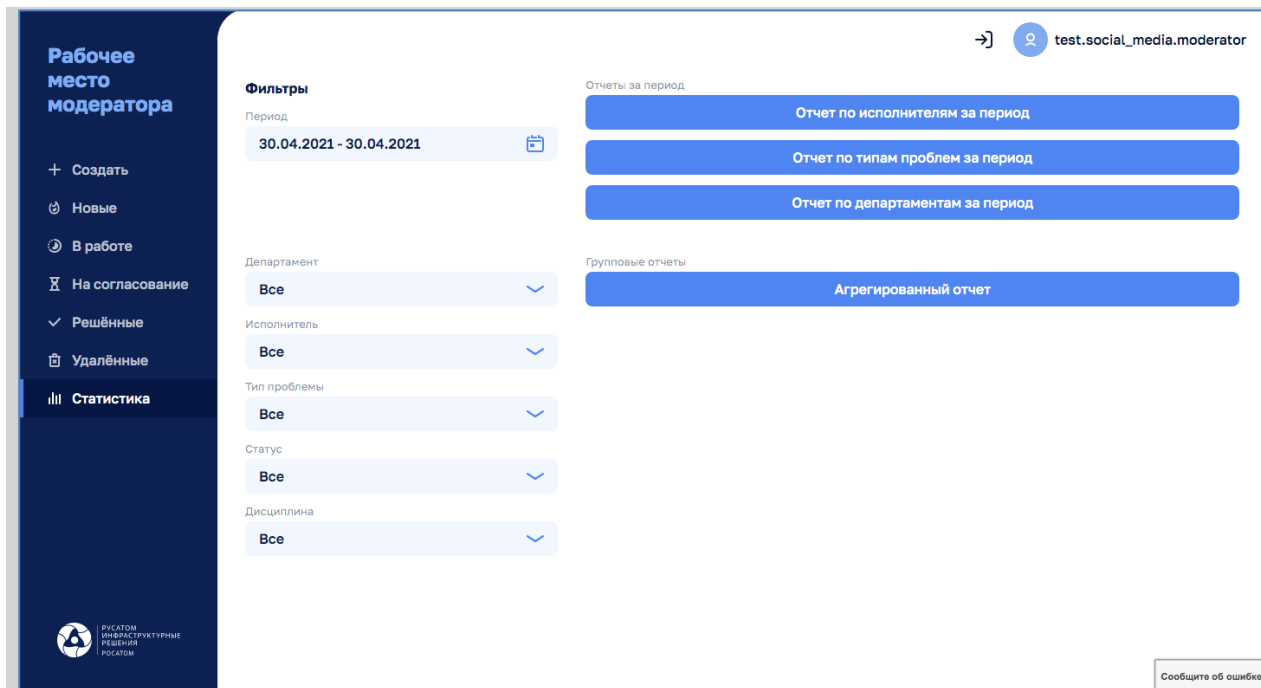 Рабочее
место
модератора
Создать
Новые
В работе
На согласование
Решённые
Удалённые
Статистика
РУСАТОМ
ИНФРАСТРУКТУРНЫЕ
РЕШЕНИЯ
РОСАТОМ
test.social_media.moderator
Фильтры
Период
30.04.2021 - 30.04.2021
Отчеты за период
Отчет по исполнителям за период
Отчет по типам проблем за период
Отчет по департаментам за период
Департамент
Все
Исполнитель
Все
Тип проблемы
Все
Статус
Все
Дисциплина
Все
Групповые отчеты
Агрегированный отчет
Сообщите об ошибке